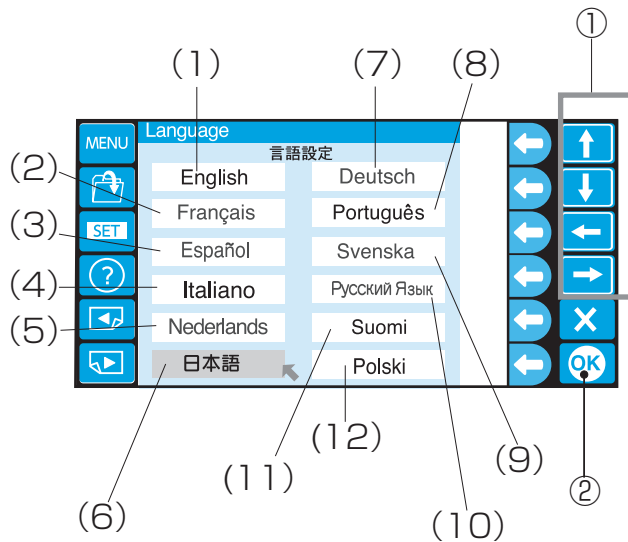 ①
(1)
(7)
(8)
MENU
Language
言語設定
(2)
English
Deutsch
Français
Português
(3)
SET
Español
Svenska
?
(4)
Italiano
Русский Язык
(5)
Nederlands
Suomi
日本語
Polski
OK
(12)
(9)
(11)
②
(6)
(10)